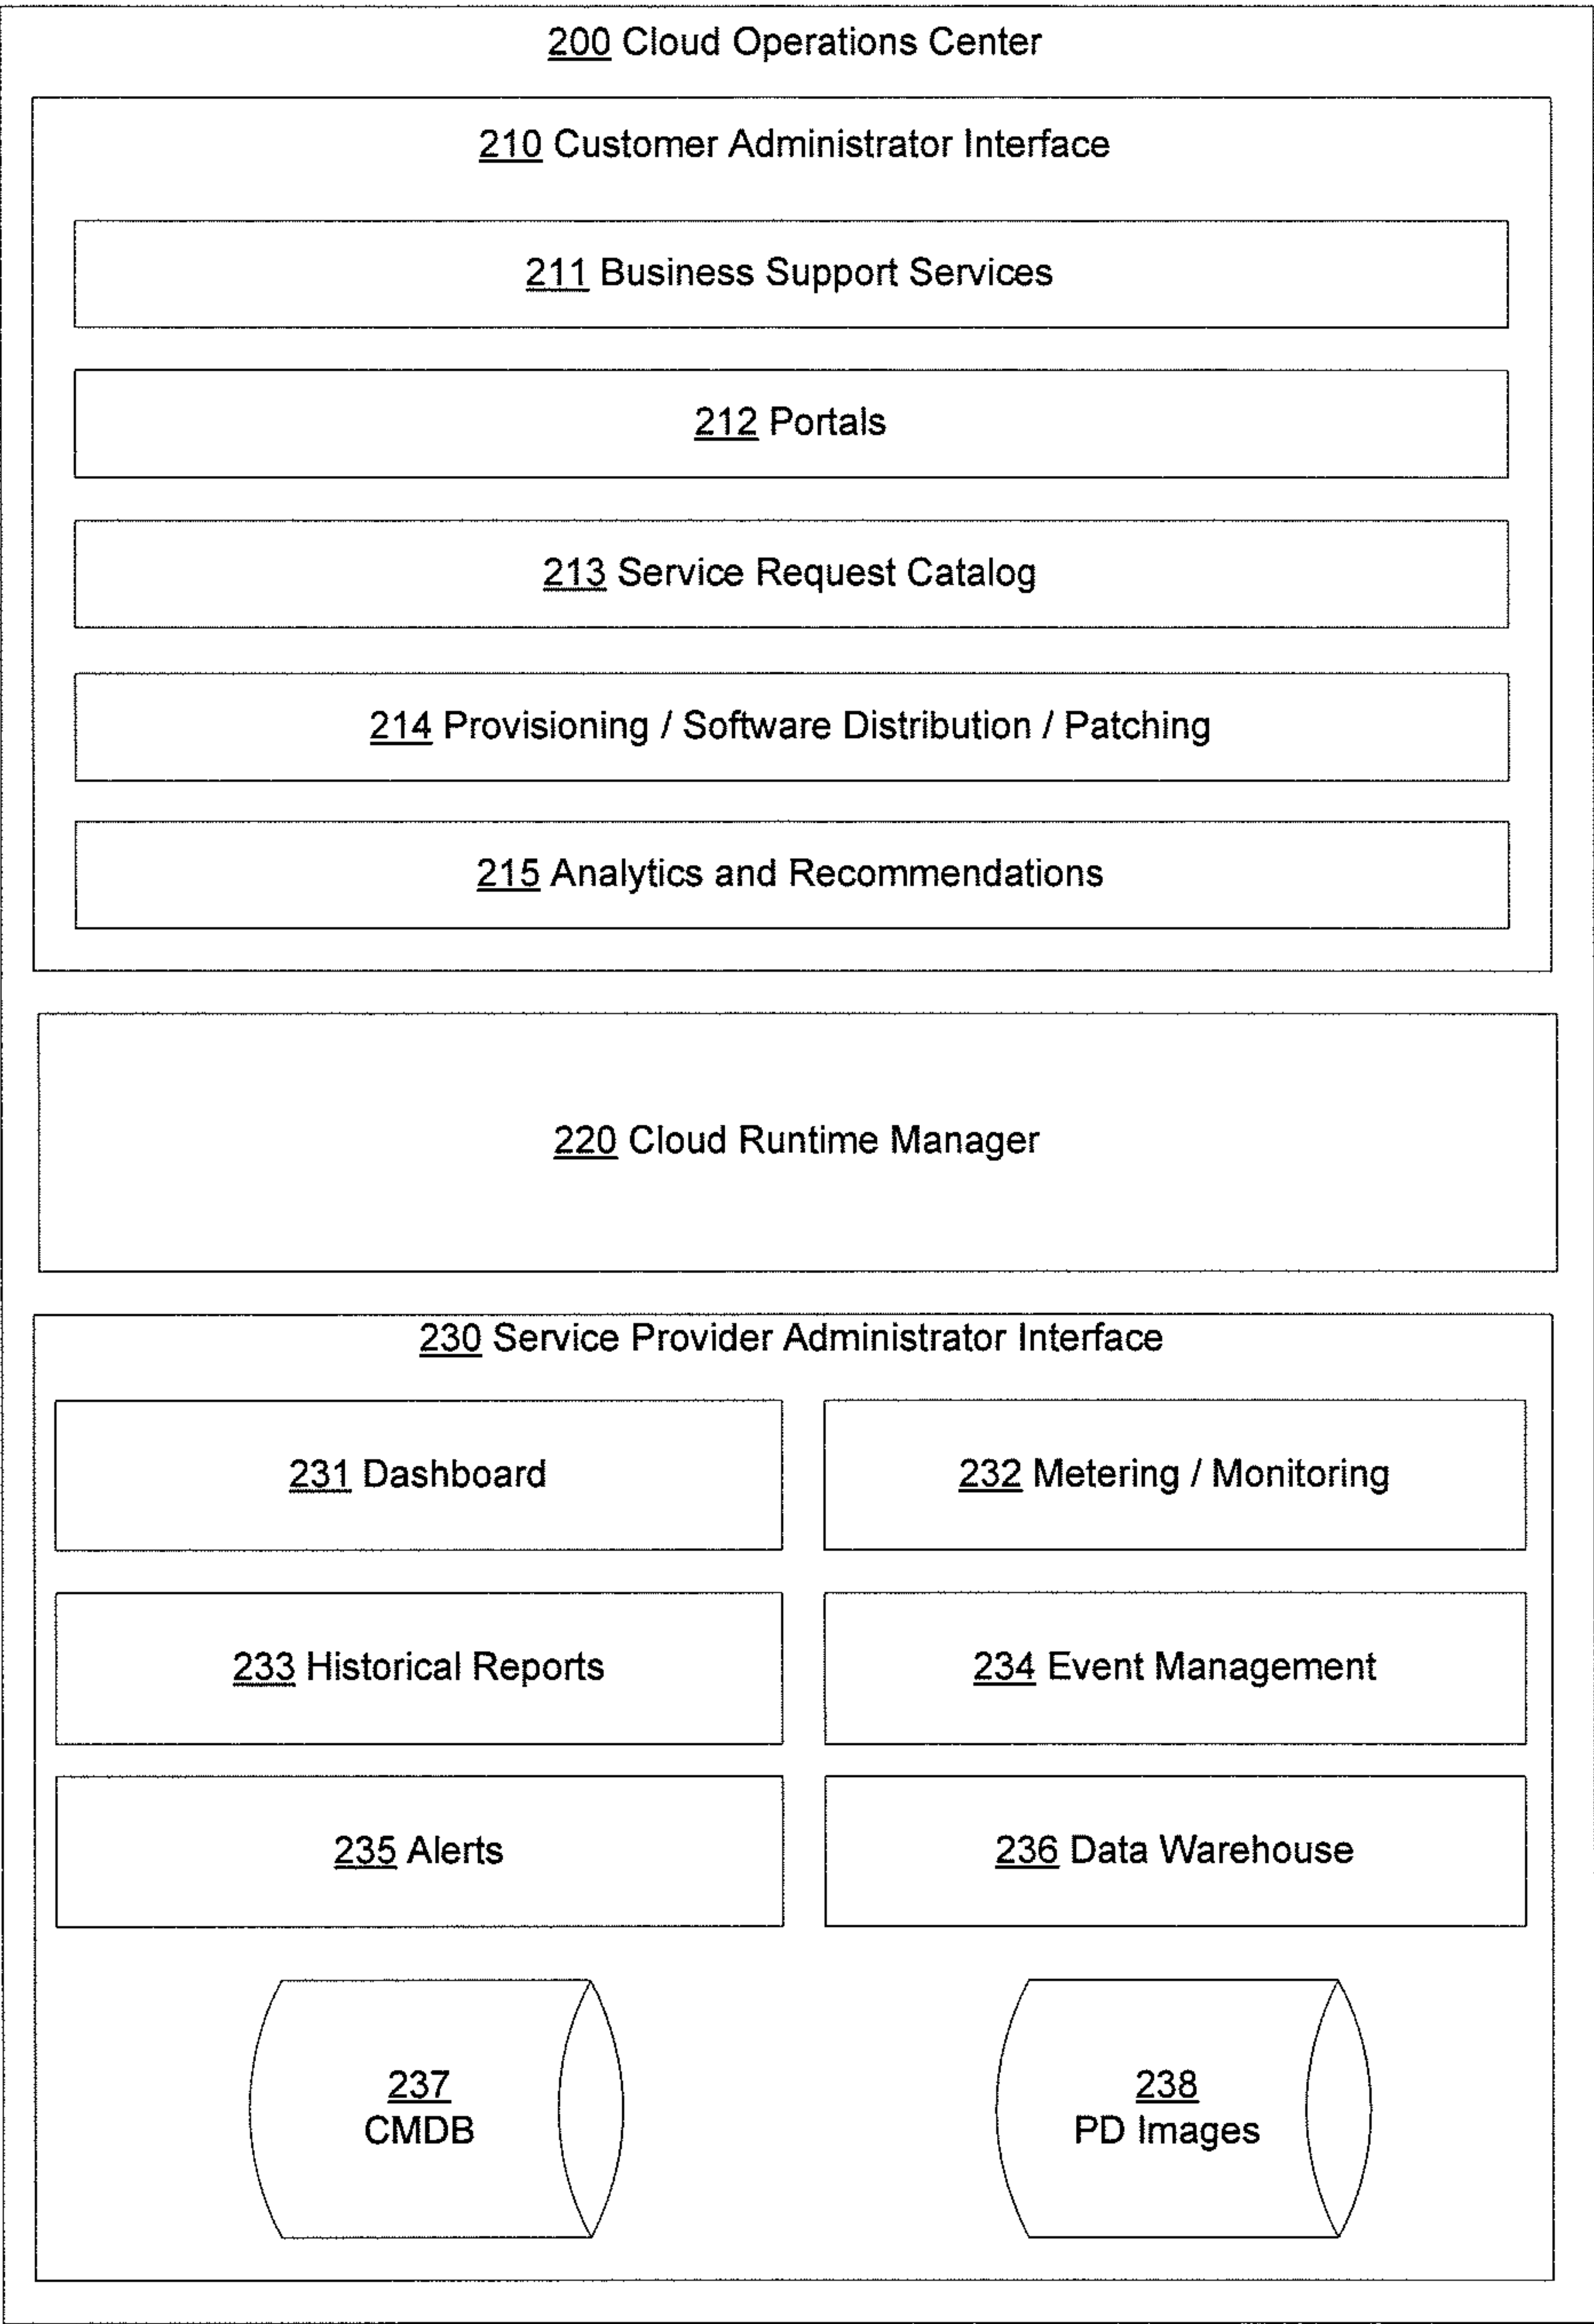 200 Cloud Operations Center
210 Customer Administrator Interface
211 Business Support Services
212 Portals
213 Service Request Catalog
214 Provisioning / Software Distribution / Patching
215 Analytics and Recommendations
220 Cloud Runtime Manager
230 Service Provider Administrator Interface
231 Dashboard
232 Metering / Monitoring
233 Historical Reports
234 Event Management
235 Alerts
236 Data Warehouse
237
CMDB
238
PD Images